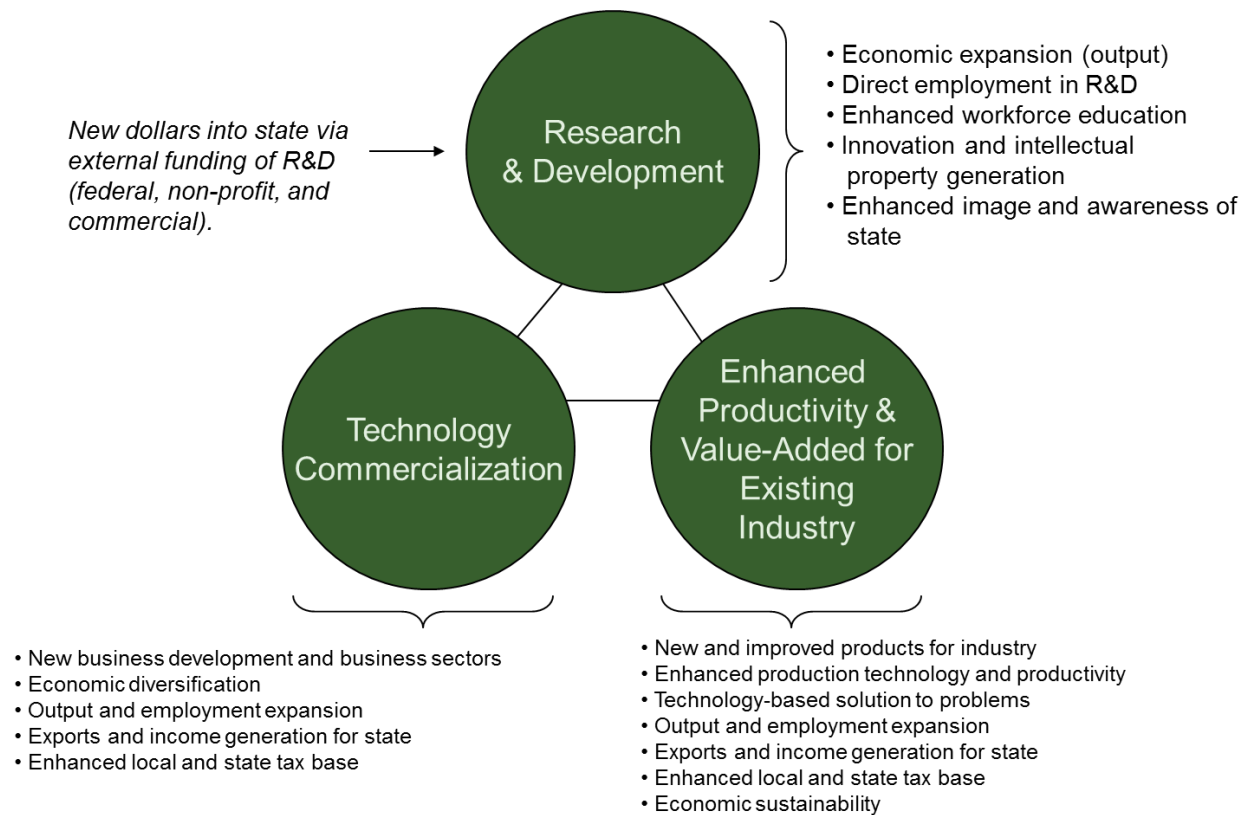 New dollars into state via
external funding of R&D
(federal, non-profit, and
commercial).
Research
& Development
• Economic expansion (output)
• Direct employment in R&D
• Enhanced workforce education
• Innovation and intellectual
property generation
• Enhanced image and awareness of
state
Technology
Commercialization
Enhanced
Productivity &
Value-Added for
Existing
Industry
• New business development and business sectors
• Economic diversification
• Output and employment expansion
• Exports and income generation for state
• Enhanced local and state tax base
• New and improved products for industry
• Enhanced production technology and productivity
• Technology-based solution to problems
• Output and employment expansion
• Exports and income generation for state
• Enhanced local and state tax base
• Economic sustainability